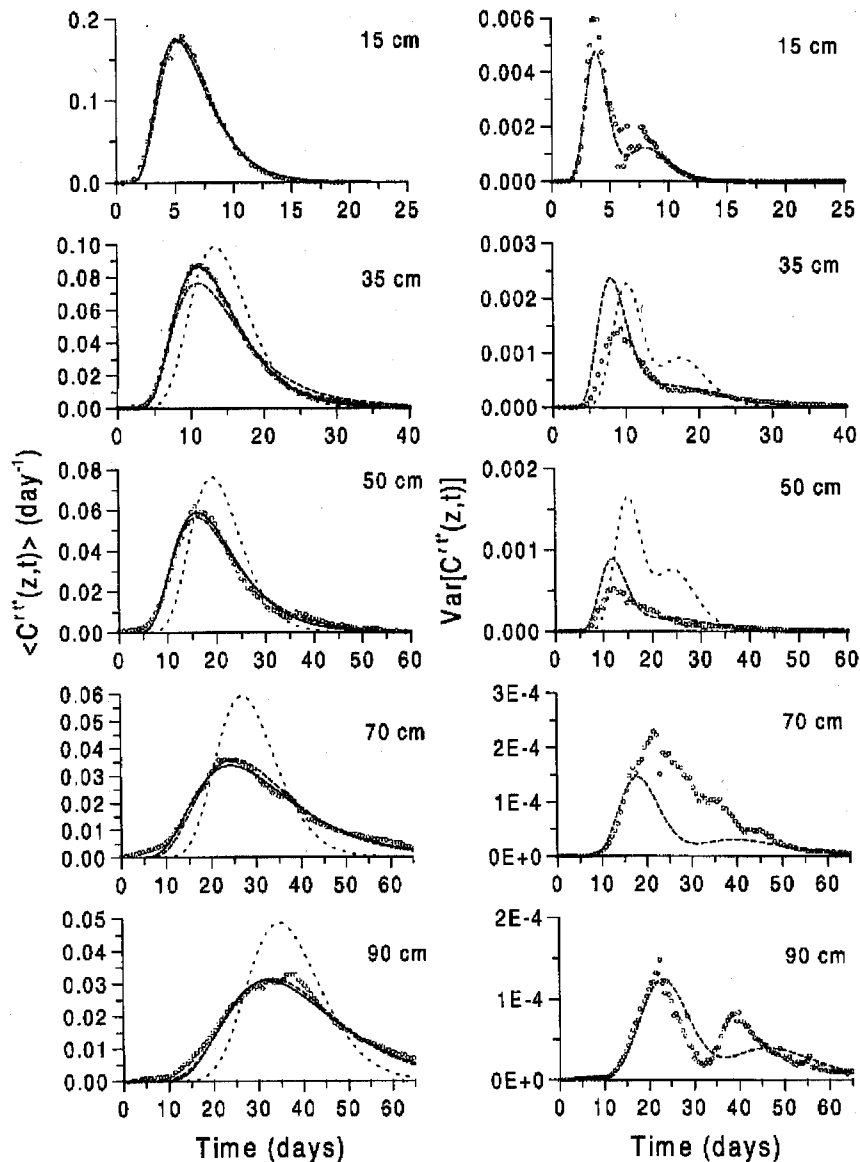 0.2
0.1
0.0
15 cm
0 5 10 15 20 25
0.006
0.004
0.002
0.000
15 cm
0 5 10 15 20 25
0.10
0.08
0.06
0.04
0.02
0.00
35 cm
0 10 20 30 40
0.003
0.002
0.001
0.000
35 cm
0 10 20 30 40
<C^rt*(z,t)> (day⁻¹)
0.08
0.06
0.04
0.02
0.00
50 cm
0 10 20 30 40 50 60
Var[C^rt*(z,t)]
0.002
0.001
0.000
50 cm
0 10 20 30 40 50 60
0.06
0.05
0.04
0.03
0.02
0.01
0.00
70 cm
0 10 20 30 40 50 60
3E-4
2E-4
1E-4
0E+0
70 cm
0 10 20 30 40 50 60
0.05
0.04
0.03
0.02
0.01
0.00
90 cm
0 10 20 30 40 50 60
Time (days)
2E-4
1E-4
0E+0
90 cm
0 10 20 30 40 50 60
Time (days)